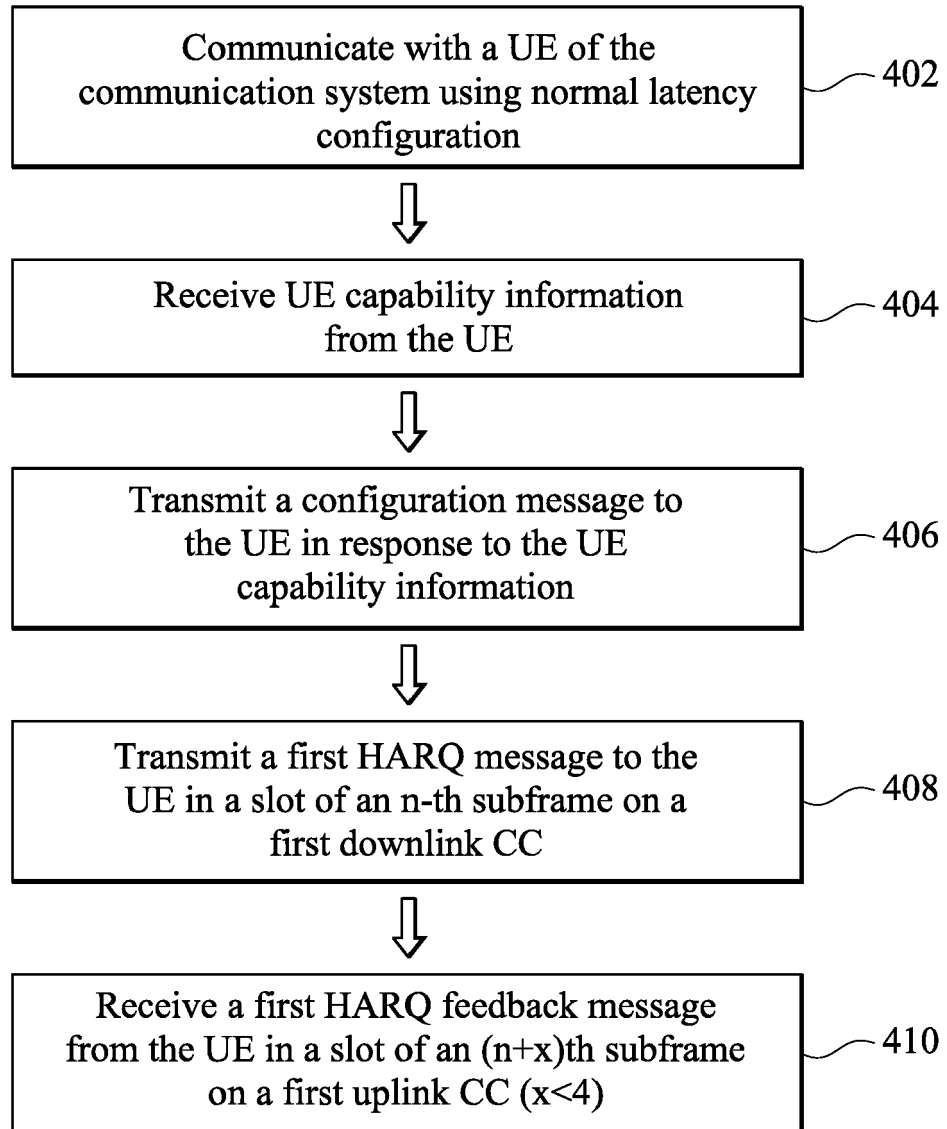 Communicate with a UE of the
communication system using normal latency
configuration
402
Receive UE capability information
from the UE
404
Transmit a configuration message to
the UE in response to the UE
capability information
406
Transmit a first HARQ message to the
UE in a slot of an n-th subframe on a
first downlink CC
408
Receive a first HARQ feedback message
from the UE in a slot of an (n+x)th subframe
on a first uplink CC (x<4)
410